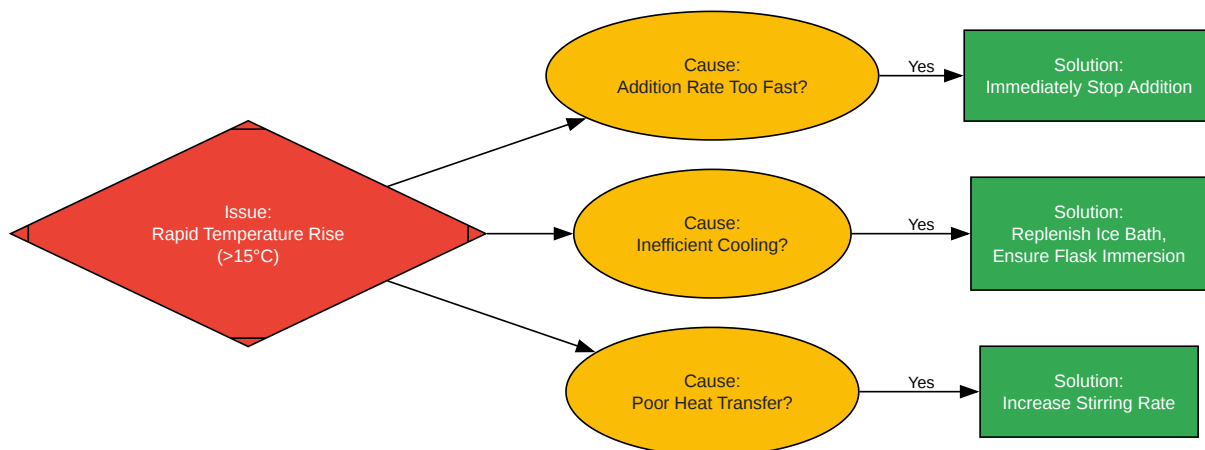 Issue:
Rapid Temperature Rise
(>15°C)
Cause:
Addition Rate Too Fast?
Yes
Solution:
Immediately Stop Addition
Cause:
Inefficient Cooling?
Yes
Solution:
Replenish Ice Bath,
Ensure Flask Immersion
Cause:
Poor Heat Transfer?
Yes
Solution:
Increase Stirring Rate